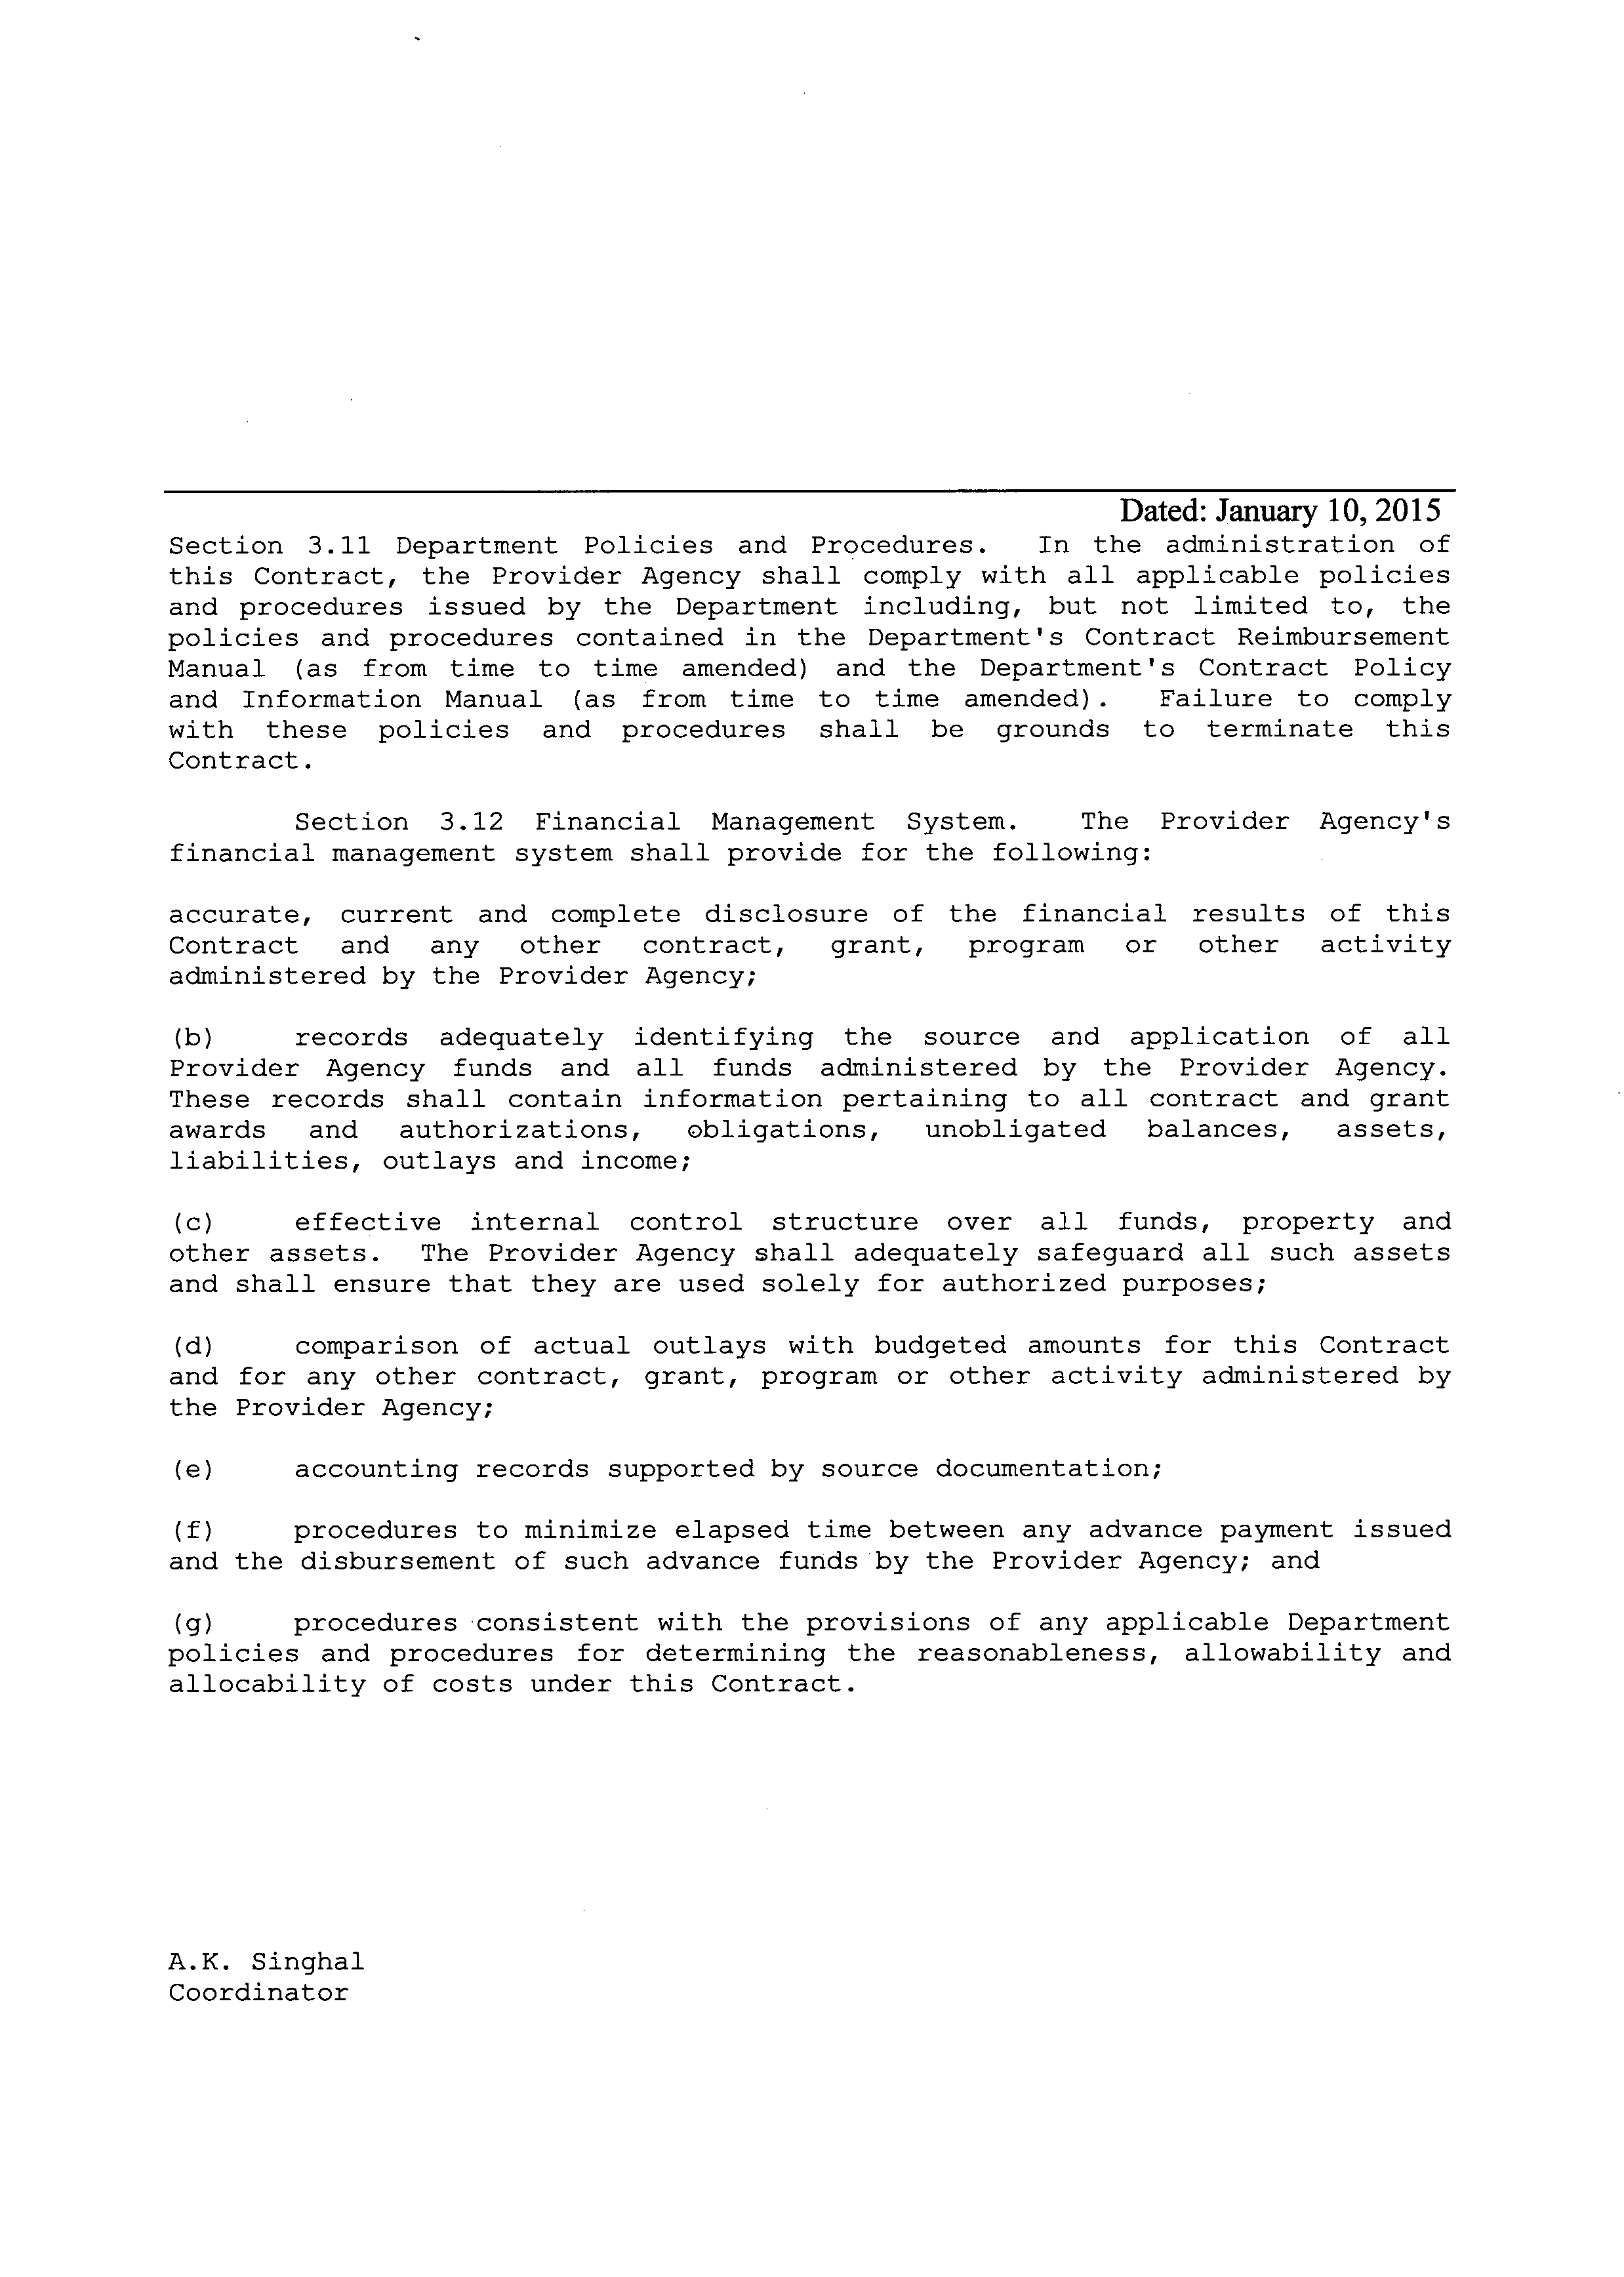 Dated: January 10, 2015
Section 3.11 Department Policies and Procedures. In the administration of
this Contract, the Provider Agency shall comply with all applicable policies
and procedures issued by the Department including, but not limited to, the
policies and procedures contained in the Department's Contract Reimbursement
Manual (as from time to time amended) and the Department's Contract Policy
and Information Manual (as from time to time amended). Failure to comply
with these policies and procedures shall be grounds to terminate this
Contract.
Section 3.12 Financial Management System. The Provider Agency's
financial management system shall provide for the following:
accurate, current and complete disclosure of the financial results of this
Contract and any other contract, grant, program or other activity
administered by the Provider Agency;
(b) records adequately identifying the source and application of all
Provider Agency funds and all funds administered by the Provider Agency.
These records shall contain information pertaining to all contract and grant
awards and authorizations, obligations, unobligated balances, assets,
liabilities, outlays and income;
(c) effective internal control structure over all funds, property and
other assets. The Provider Agency shall adequately safeguard all such assets
and shall ensure that they are used solely for authorized purposes;
(d) comparison of actual outlays with budgeted amounts for this Contract
and for any other contract, grant, program or other activity administered by
the Provider Agency;
(e) accounting records supported by source documentation;
(f) procedures to minimize elapsed time between any advance payment issued
and the disbursement of such advance funds by the Provider Agency; and
(g) procedures consistent with the provisions of any applicable Department
policies and procedures for determining the reasonableness, allowability and
allocability of costs under this Contract.
A.K. Singhal
Coordinator